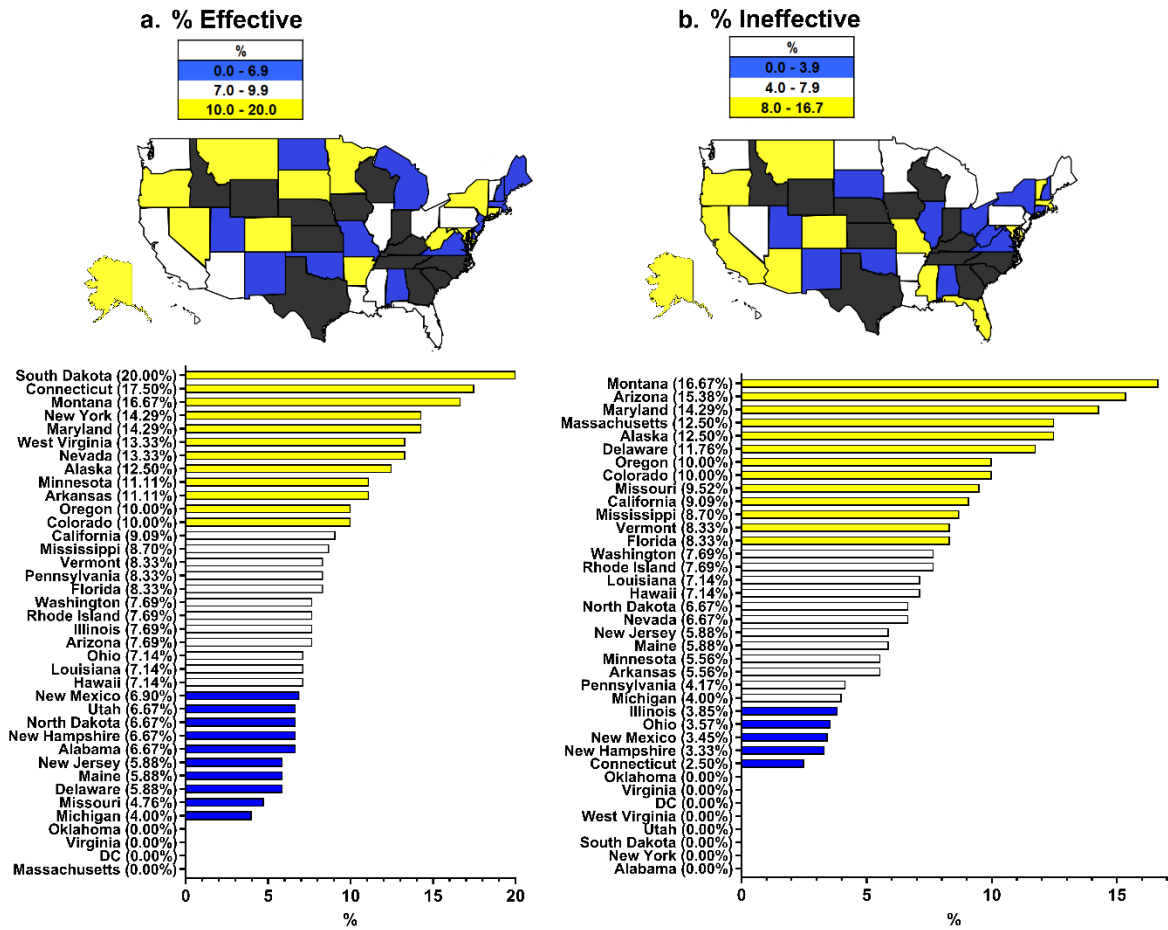 a. % Effective
%
0.0 - 6.9
7.0 - 9.9
10.0 - 20.0
South Dakota (20.00%)
Connecticut (17.50%)
Montana (16.67%)
New York (14.29%)
Maryland (14.29%)
West Virginia (13.33%)
Nevada (13.33%)
Alaska (12.50%)
Minnesota (11.11%)
Arkansas (11.11%)
Oregon (10.00%)
Colorado (10.00%)
California (9.09%)
Mississippi (8.70%)
Vermont (8.33%)
Pennsylvania (8.33%)
Florida (8.33%)
Washington (7.69%)
Rhode Island (7.69%)
Illinois (7.69%)
Arizona (7.69%)
Ohio (7.14%)
Louisiana (7.14%)
Hawaii (7.14%)
New Mexico (6.90%)
Utah (6.67%)
North Dakota (6.67%)
New Hampshire (6.67%)
Alabama (6.67%)
New Jersey (5.88%)
Maine (5.88%)
Delaware (5.88%)
Missouri (4.76%)
Michigan (4.00%)
Oklahoma (0.00%)
Virginia (0.00%)
DC (0.00%)
Massachusetts (0.00%)
0 5 10 15 20
%
b. % Ineffective
%
0.0 - 3.9
4.0 - 7.9
8.0 - 16.7
Montana (16.67%)
Arizona (15.38%)
Maryland (14.29%)
Massachusetts (12.50%)
Alaska (12.50%)
Delaware (11.76%)
Oregon (10.00%)
Colorado (10.00%)
Missouri (9.52%)
California (9.09%)
Mississippi (8.70%)
Vermont (8.33%)
Florida (8.33%)
Washington (7.69%)
Rhode Island (7.69%)
Louisiana (7.14%)
Hawaii (7.14%)
North Dakota (6.67%)
Nevada (6.67%)
New Jersey (5.88%)
Maine (5.88%)
Minnesota (5.56%)
Arkansas (5.56%)
Pennsylvania (4.17%)
Michigan (4.00%)
Illinois (3.85%)
Ohio (3.57%)
New Mexico (3.45%)
New Hampshire (3.33%)
Connecticut (2.50%)
Oklahoma (0.00%)
Virginia (0.00%)
DC (0.00%)
West Virginia (0.00%)
Utah (0.00%)
South Dakota (0.00%)
New York (0.00%)
Alabama (0.00%)
0 5 10 15
%